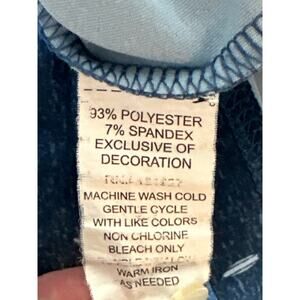 93% POLYESTER
7% SPANDEX
EXCLUSIVE OF
DECORATION
MACHINE WASH COLD
GENTLE CYCLE
WITH LIKE COLORS
NON CHLORINE
BLEACH ONLY
WARM IRON
AS NEEDED